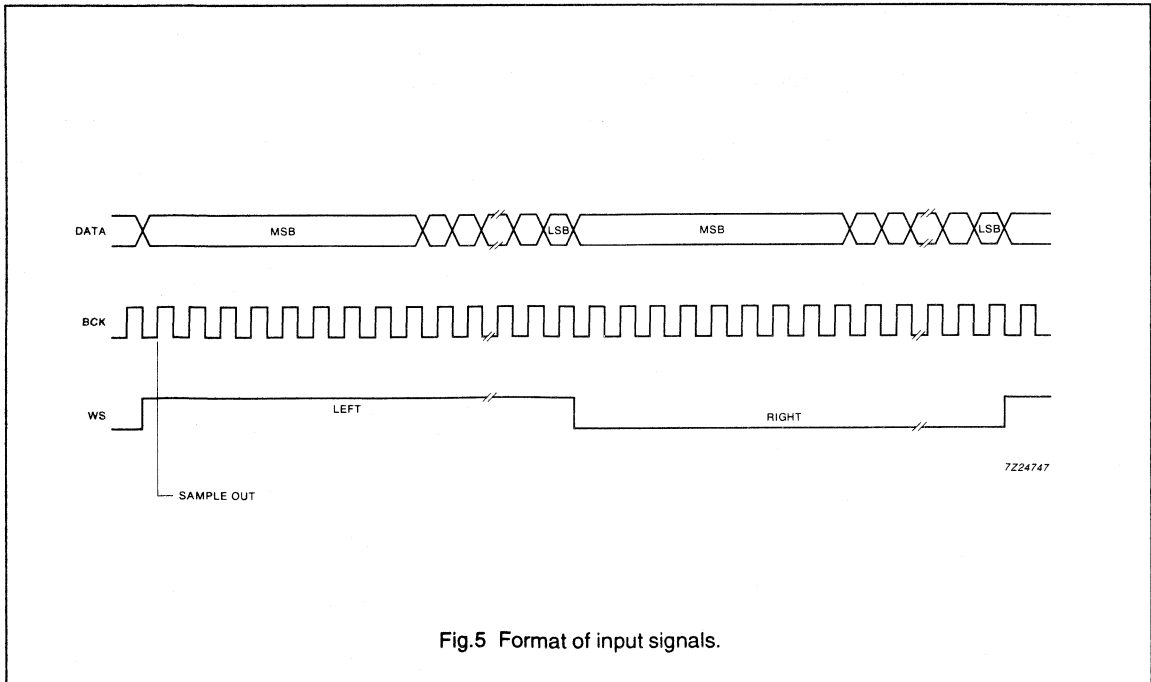 DATA MSB LSB MSB LSB
BCK
WS LEFT RIGHT
7Z24747
SAMPLE OUT
Fig.5 Format of input signals.